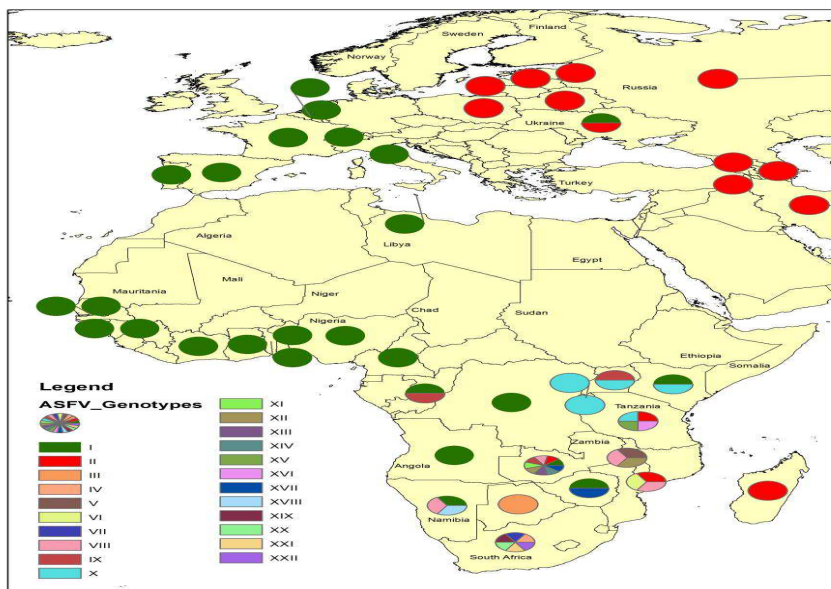 Finland
Sweden
Norway
Russia
Ukraine
Turkey
Algeria
Libya
Egypt
Mauritania
Mali
Niger
Chad
Sudan
Nigeria
Ethiopia
Somalia
Tanzania
Zambia
Angola
Namibia
South Africa
Legend
ASFV_Genotypes
I
II
III
IV
V
VI
VII
VIII
IX
X
XI
XII
XIII
XIV
XV
XVI
XVII
XVIII
XIX
XX
XXI
XXII